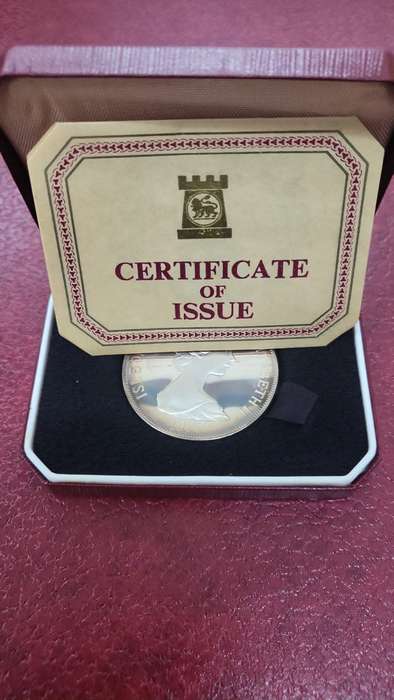 CERTIFICATE
OF
ISSUE